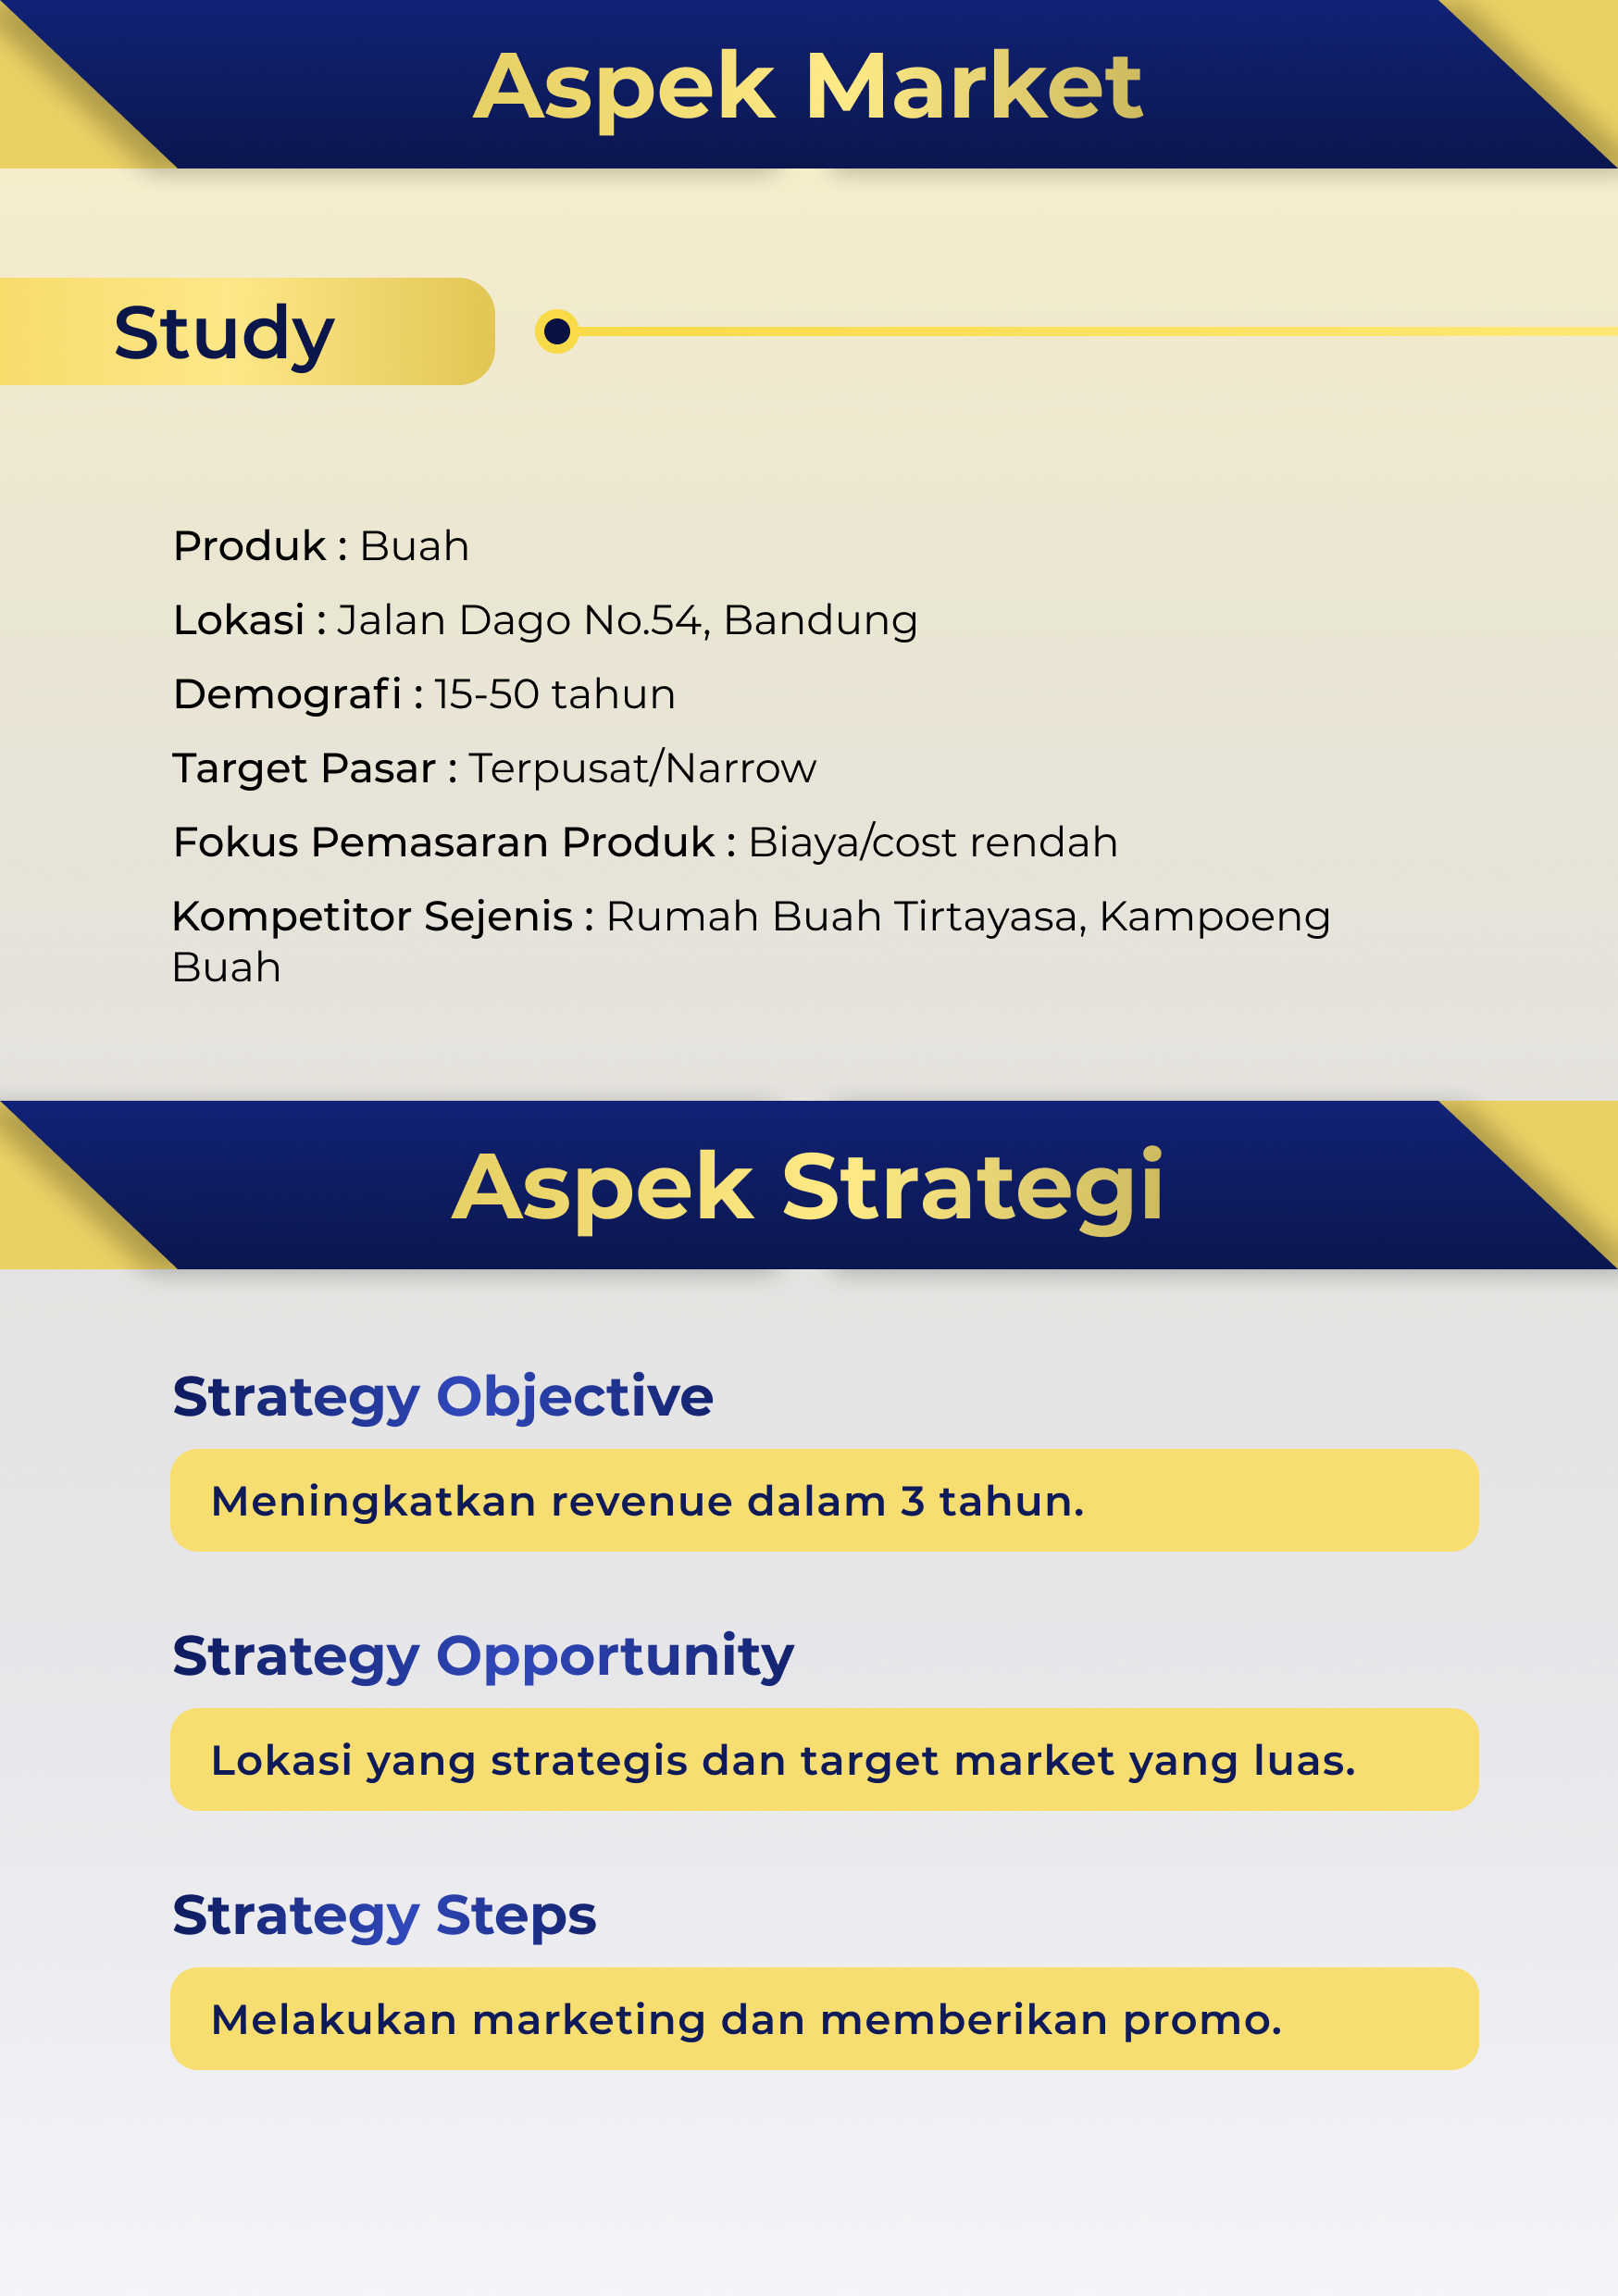 Aspek Market
Study
Produk : Buah
Lokasi : Jalan Dago No.54, Bandung
Demografi : 15-50 tahun
Target Pasar : Terpusat/Narrow
Fokus Pemasaran Produk : Biaya/cost rendah
Kompetitor Sejenis : Rumah Buah Tirtayasa, Kampoeng
Buah
Aspek Strategi
Strategy Objective
Meningkatkan revenue dalam 3 tahun.
Strategy Opportunity
Lokasi yang strategis dan target market yang luas.
Strategy Steps
Melakukan marketing dan memberikan promo.